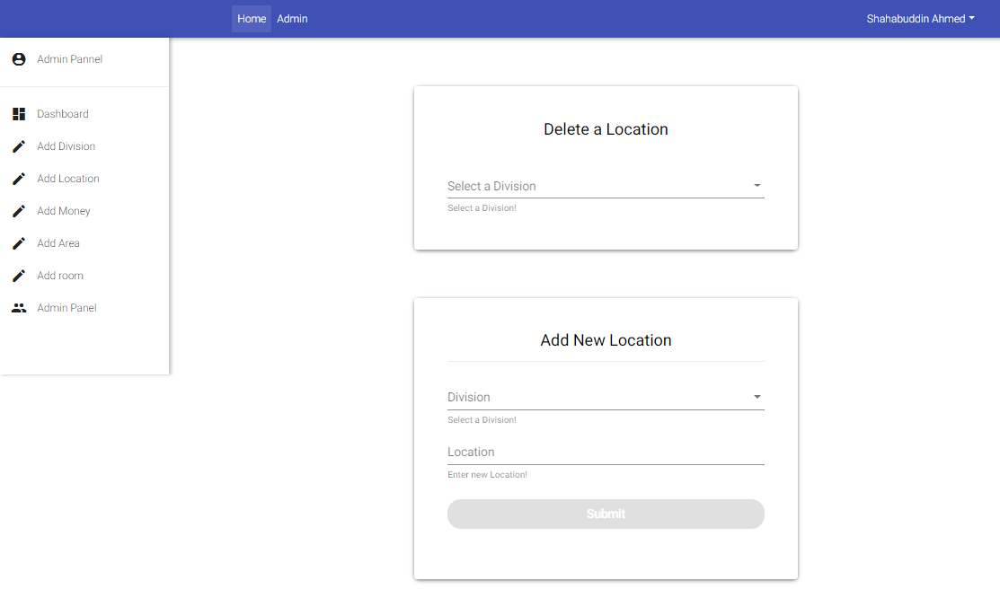 Home Admin Shahabuddin Ahmed
Admin Pannel
Dashboard
Add Division
Add Location
Add Money
Add Area
Add room
Admin Panel
Delete a Location
Select a Division
Select a Division!
Add New Location
Division
Select a Division!
Location
Enter new Location!
Submit